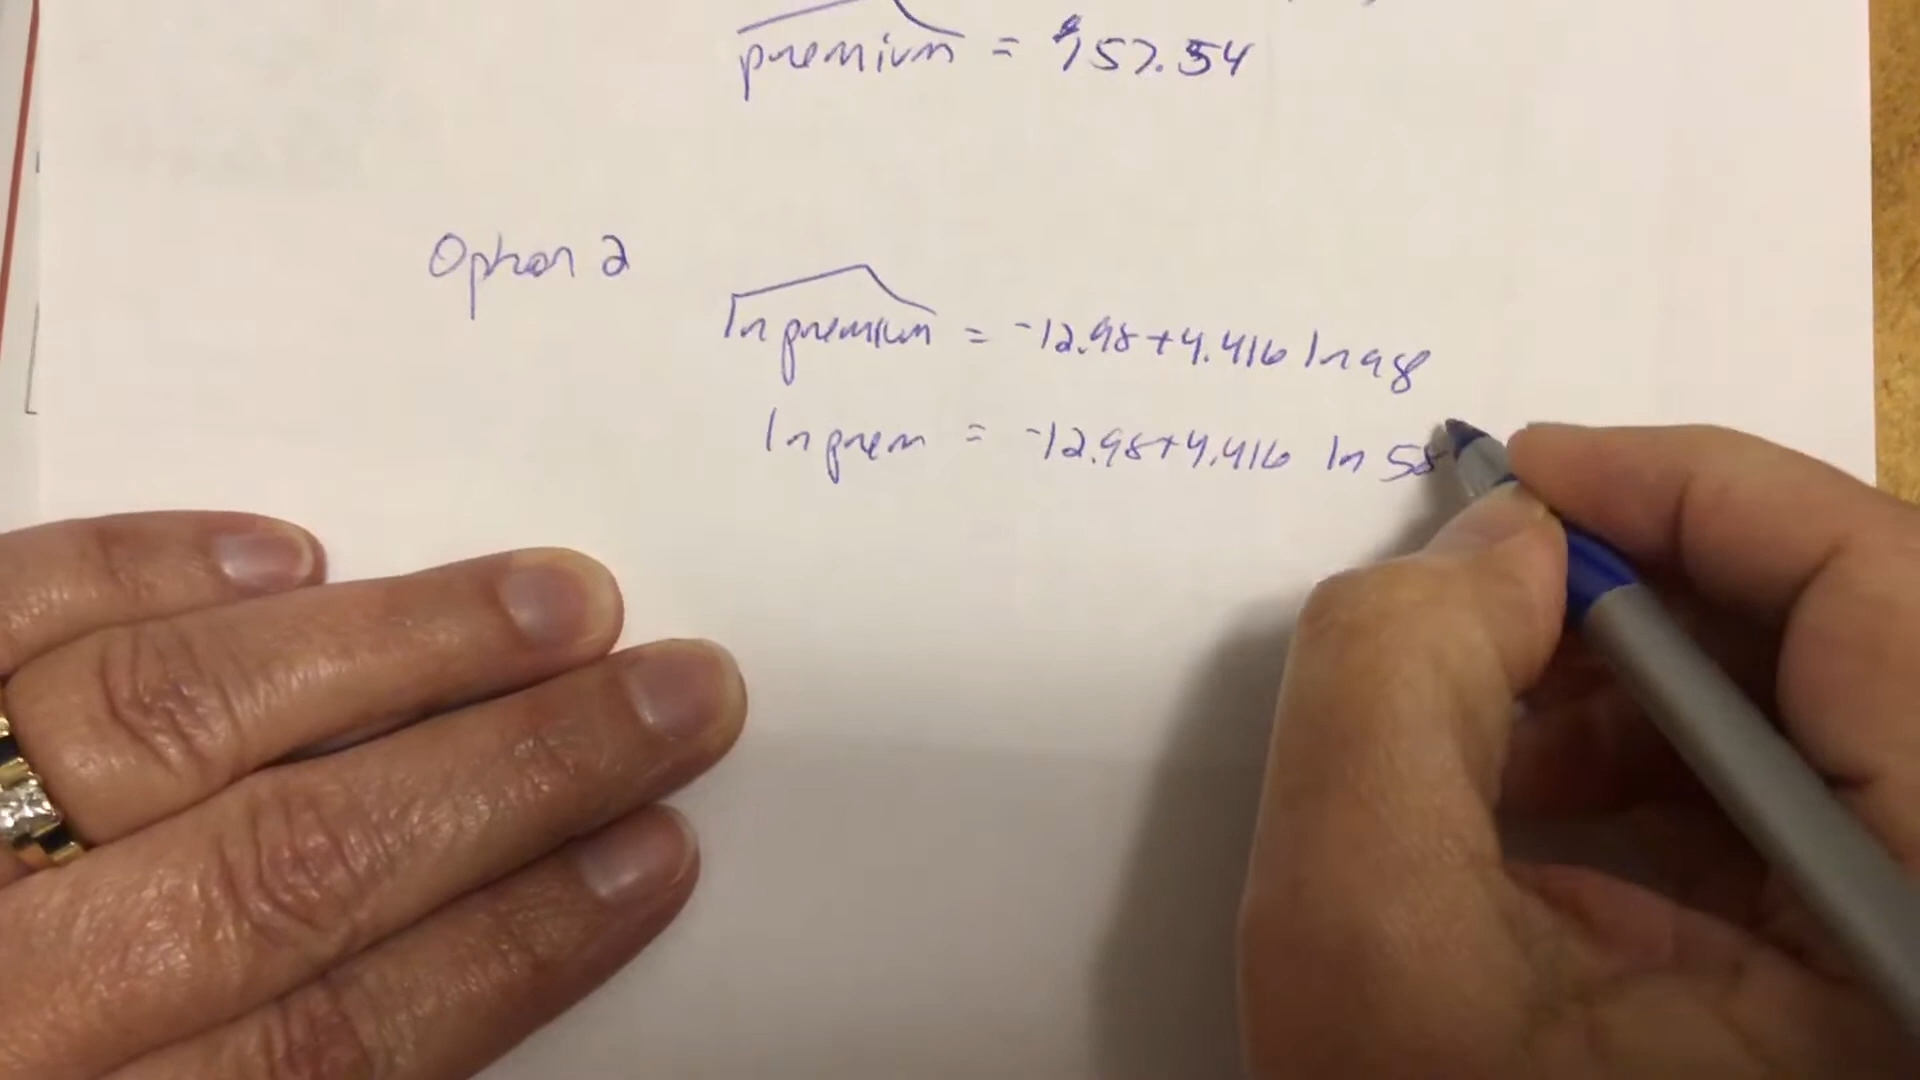 premium = $157.54
Option 2
ln premium = -12.98+4.416 ln age
ln prem = -12.98+4.416 ln 58